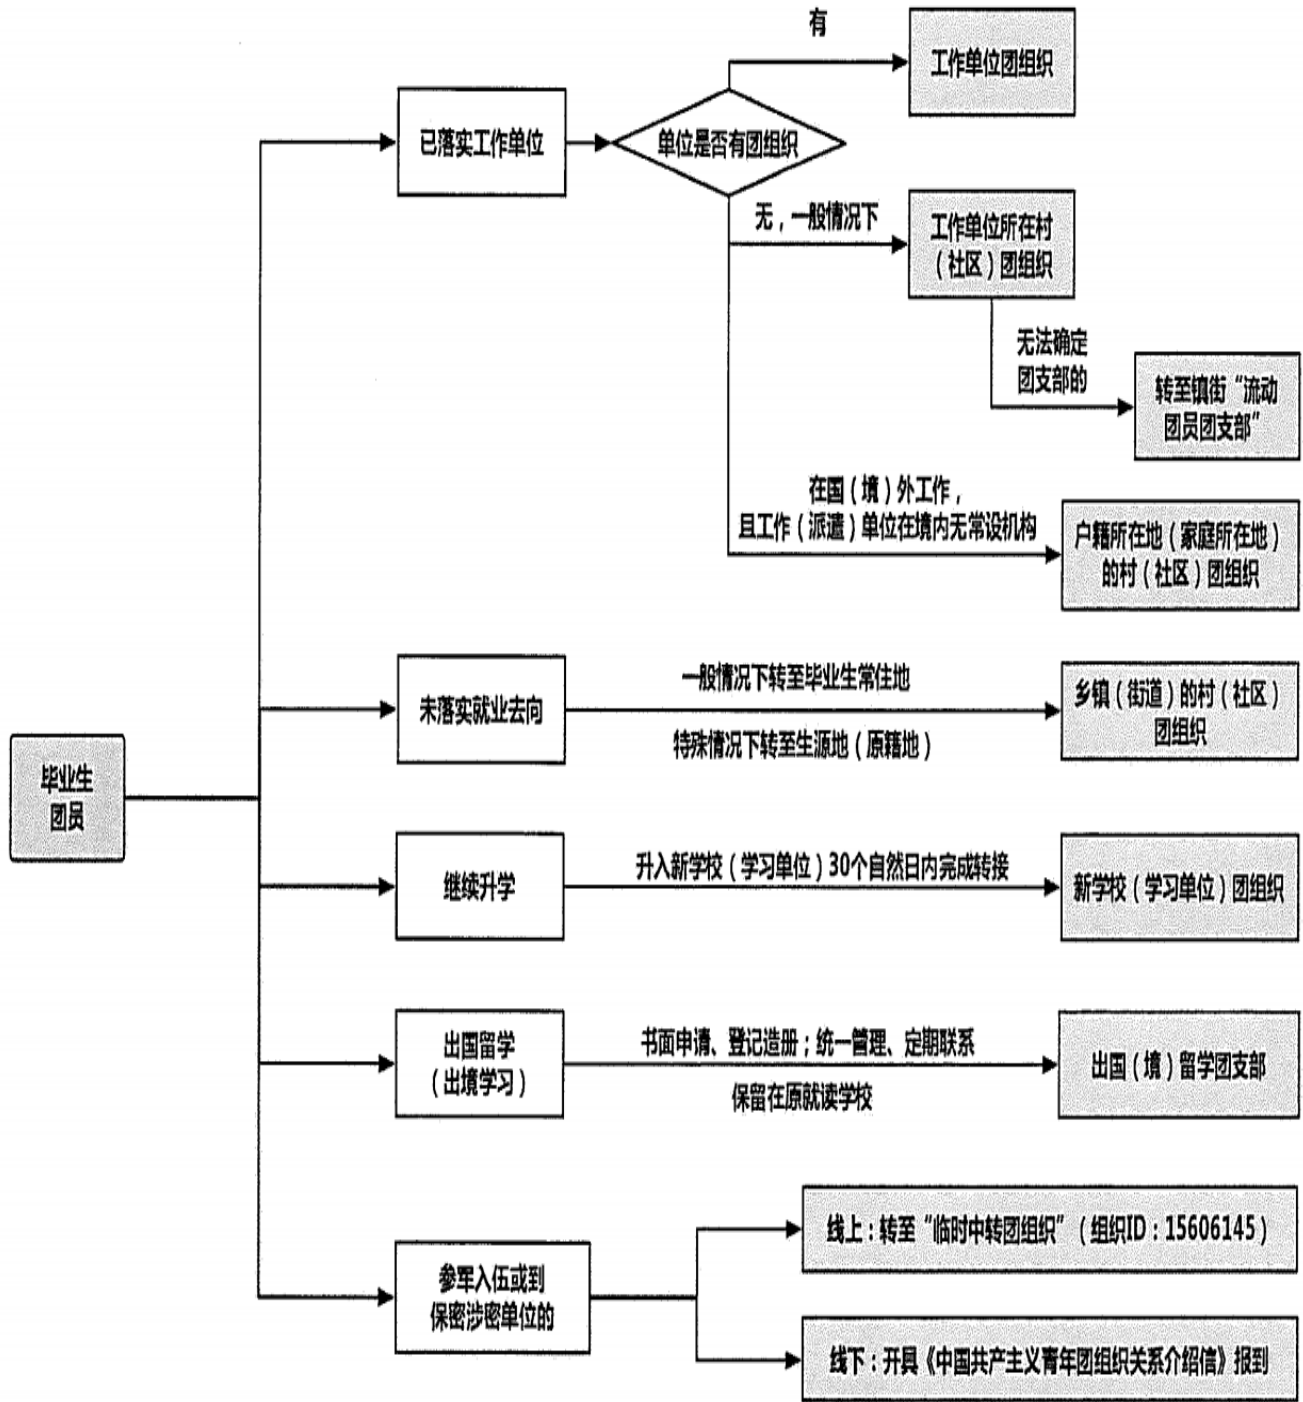 有
工作单位团组织
已落实工作单位
单位是否有团组织
无，一般情况下
工作单位所在村
（社区）团组织
无法确定
团支部的
转至镇街“流动
团员团支部”
在国（境）外工作，
且工作（派遣）单位在境内无常设机构
户籍所在地（家庭所在地）
的村（社区）团组织
未落实就业去向
一般情况下转至毕业生常住地
特殊情况下转至生源地（原籍地）
乡镇（街道）的村（社区）
团组织
毕业生
团员
继续升学
升入新学校（学习单位）30个自然日内完成转接
新学校（学习单位）团组织
出国留学
（出境学习）
书面申请、登记造册；统一管理、定期联系
保留在原就读学校
出国（境）留学团支部
参军入伍或到
保密涉密单位的
线上：转至“临时中转团组织”（组织ID：15606145）
线下：开具《中国共产主义青年团组织关系介绍信》报到